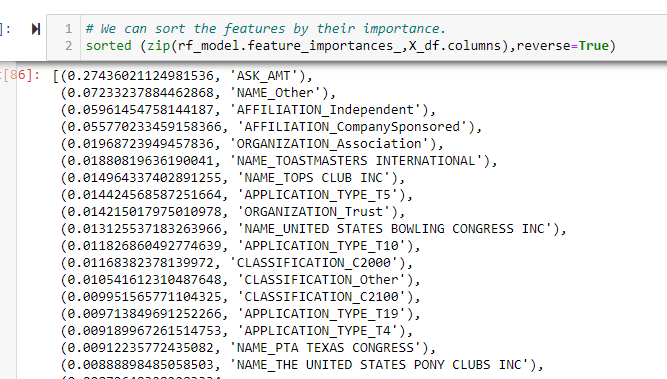 ]:
1 # We can sort the features by their importance.
2 sorted (zip(rf_model.feature_importances_,X_df.columns),reverse=True)
t[86]: [(0.27436021124981536, 'ASK_AMT'),
(0.07233237884462868, 'NAME_Other'),
(0.05961454758144187, 'AFFILIATION_Independent'),
(0.055770233459158366, 'AFFILIATION_CompanySponsored'),
(0.01968723949457836, 'ORGANIZATION_Association'),
(0.01880819636190041, 'NAME_TOASTMASTERS INTERNATIONAL'),
(0.014964337402891255, 'NAME_TOPS CLUB INC'),
(0.014424568587251664, 'APPLICATION_TYPE_T5'),
(0.014215017975010978, 'ORGANIZATION_Trust'),
(0.013125537183263966, 'NAME_UNITED STATES BOWLING CONGRESS INC'),
(0.011826860492774639, 'APPLICATION_TYPE_T10'),
(0.01168382378139972, 'CLASSIFICATION_C2000'),
(0.010541612310487648, 'CLASSIFICATION_Other'),
(0.009951565771104325, 'CLASSIFICATION_C2100'),
(0.009713849691252266, 'APPLICATION_TYPE_T19'),
(0.009189967261514753, 'APPLICATION_TYPE_T4'),
(0.00912235772435082, 'NAME_PTA TEXAS CONGRESS'),
(0.00888898485058503, 'NAME_THE UNITED STATES PONY CLUBS INC'),